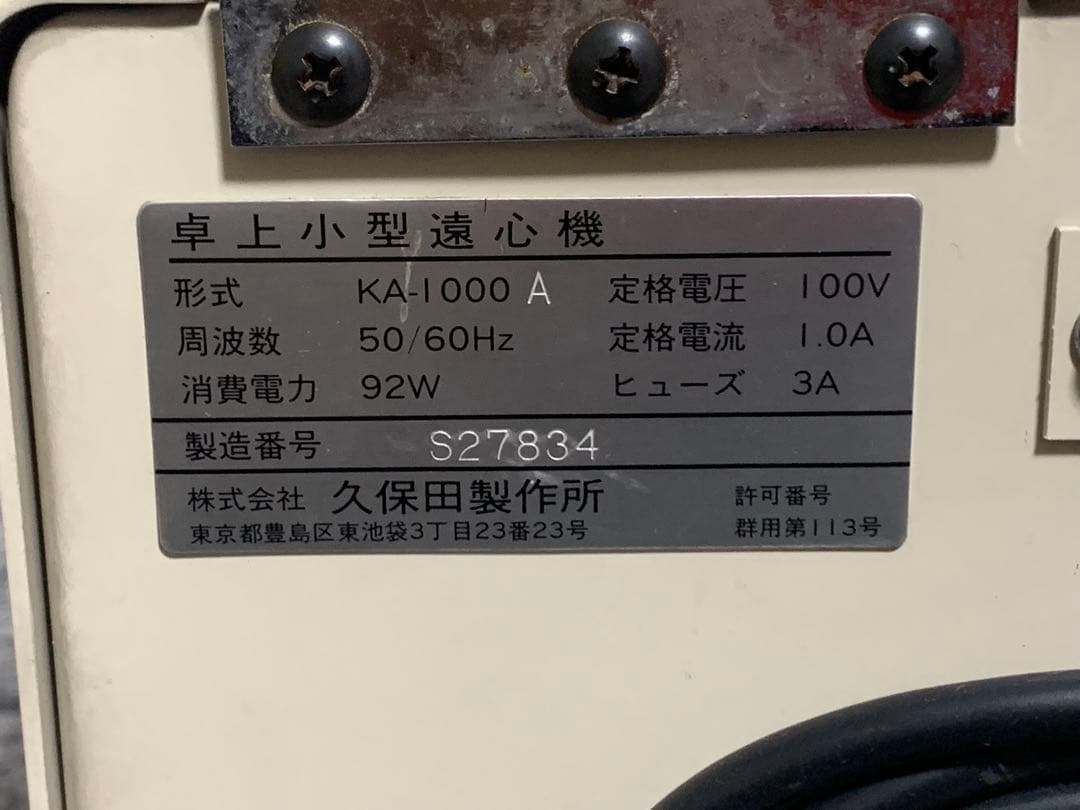 卓上小型遠心機
形式 KA-1000 A 定格電圧 100V
周波数 50/60Hz 定格電流 1.0A
消費電力 92W ヒューズ 3A
製造番号 S27834
株式会社 久保田製作所 許可番号
東京都豊島区東池袋3丁目23番23号 群用第113号